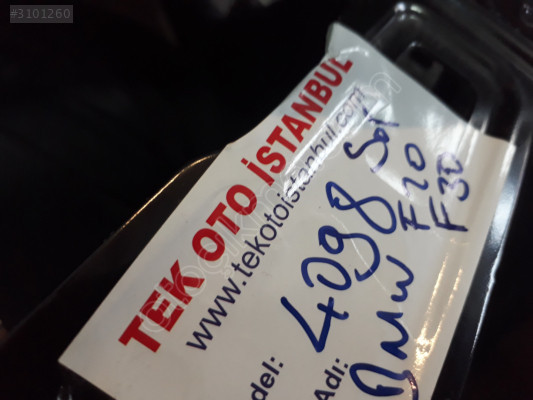 #3101260
TEK OTO İSTANBUL
www.tekotoistanbul.com
del: 4098 Sol
Adı: BMW F20
F30